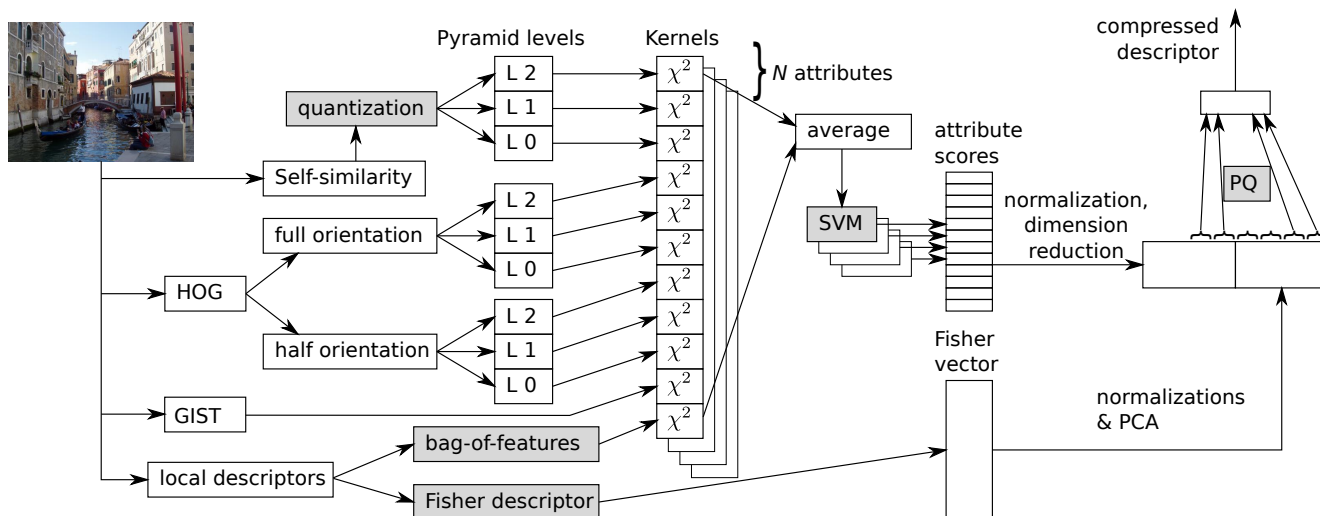 compressed
descriptor
Pyramid levels
Kernels
N attributes
L 2
L 1
L 0
quantization
Self-similarity
χ²
χ²
χ²
χ²
χ²
χ²
χ²
χ²
χ²
χ²
χ²
average
attribute
scores
SVM
PQ
normalization,
dimension
reduction
full orientation
L 2
L 1
L 0
HOG
half orientation
L 2
L 1
L 0
GIST
bag-of-features
local descriptors
Fisher descriptor
Fisher
vector
normalizations
& PCA